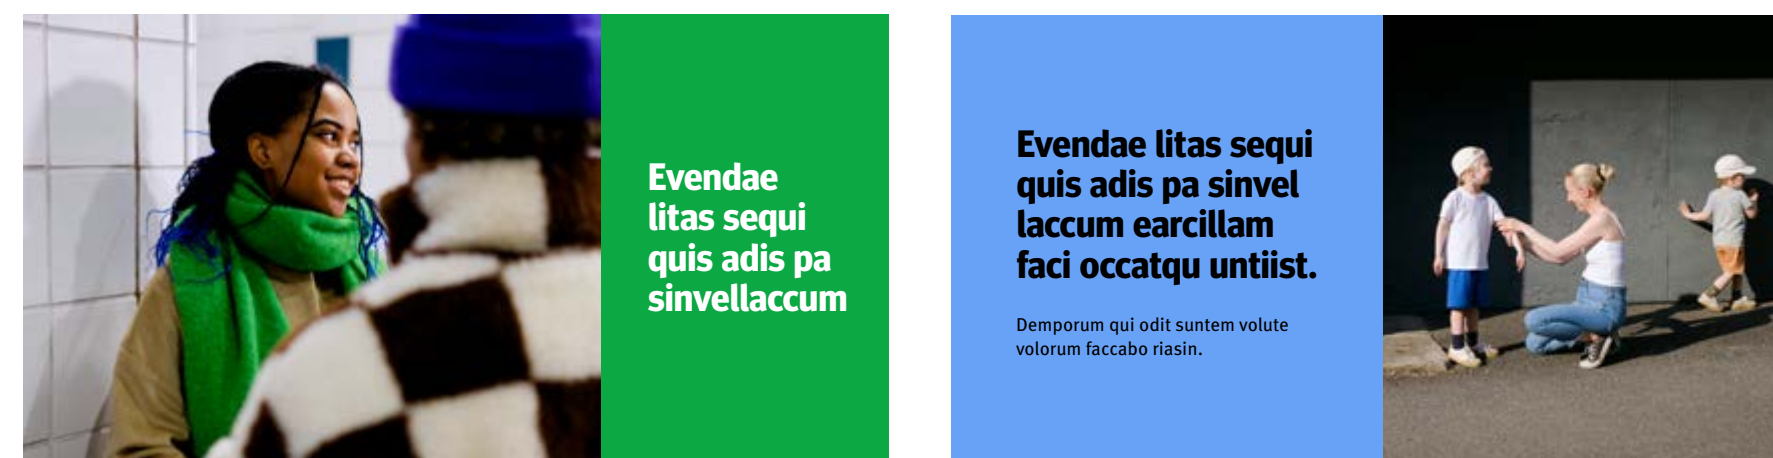 Evendae
litas sequi
quis adis pa
sinvellaccum
Evendae litas sequi
quis adis pa sinvel
laccum earcillam
faci occatqu untiist.
Demporum qui odit suntem volute
volorum faccabo riasin.